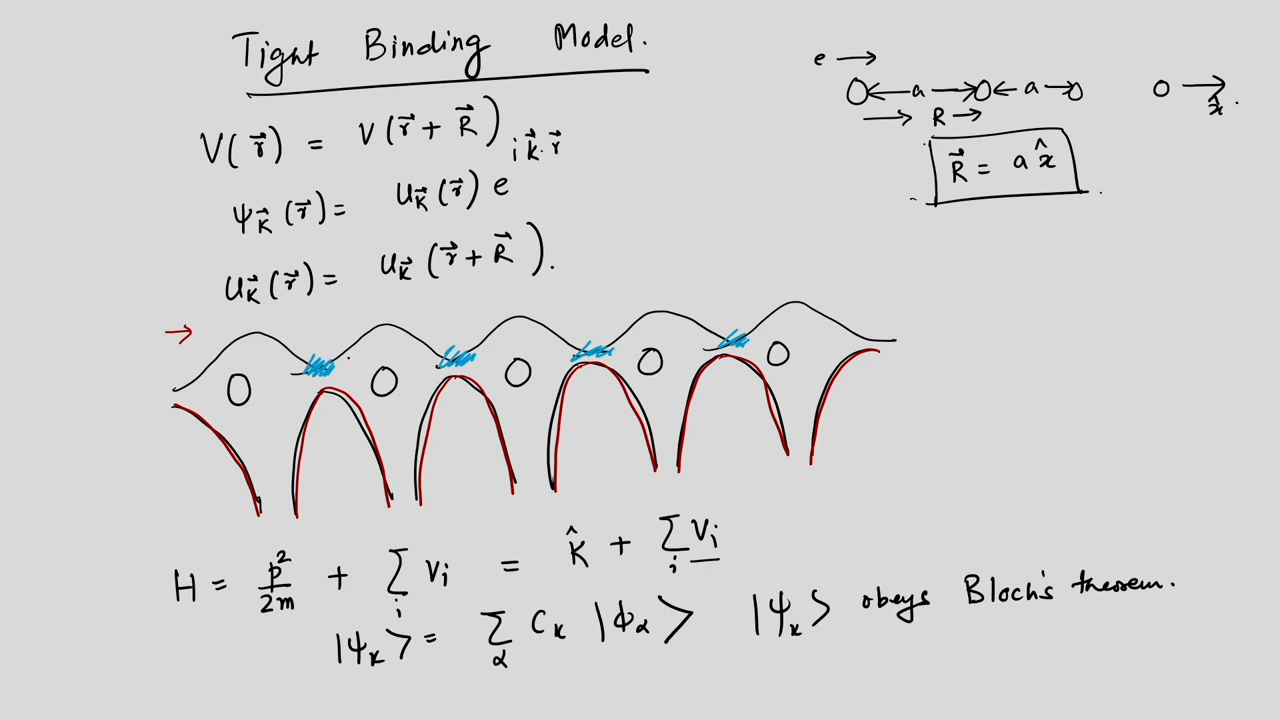 Tight Binding Model.
V(r⃗) = V(r⃗ + R⃗)
ψ_k⃗(r⃗) = u_k⃗(r⃗) e^{ik⃗·r⃗}
u_k⃗(r⃗) = u_k⃗(r⃗ + R⃗).
e →
O ← a → O ← a → O O → x̂.
→ R →
R⃗ = a x̂
→
O O O O O
H = p²/2m + Σ_i V_i = K̂ + Σ_i V_i
|ψ_k> = Σ_α C_k |ϕ_α> |ψ_k> obeys Bloch's theorem.